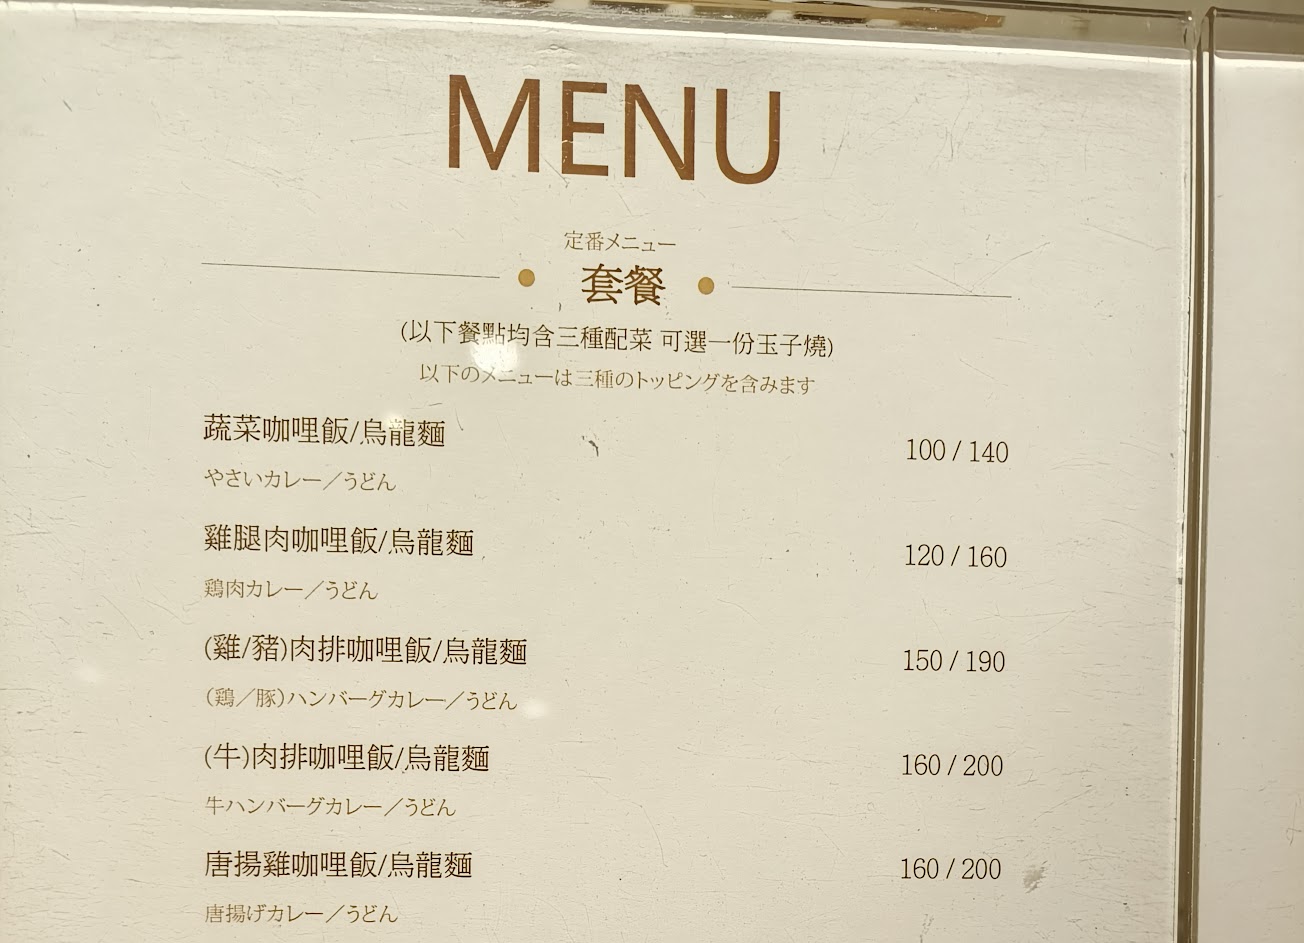 MENU
定番メニュー
套餐
(以下餐點均含三種配菜 可選一份玉子燒)
以下のメニューは三種のトッピングを含みます
蔬菜咖哩飯/烏龍麵 100 / 140
やさいカレー／うどん
雞腿肉咖哩飯/烏龍麵 120 / 160
鶏肉カレー／うどん
(雞/豬)肉排咖哩飯/烏龍麵 150 / 190
（鶏／豚）ハンバーグカレー／うどん
(牛)肉排咖哩飯/烏龍麵 160 / 200
牛ハンバーグカレー／うどん
唐揚雞咖哩飯/烏龍麵 160 / 200
唐揚げカレー／うどん